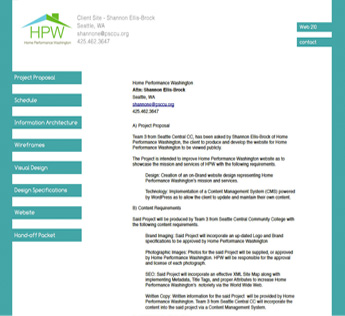 HPW
Home Performance Washington
Client Site - Shannon Ellis-Brock
Seattle, WA
shannone@psccu.org
425.462.3647
Web 210
contact
Project Proposal
Schedule
Information Architecture
Wireframes
Visual Design
Design Specifications
Website
Hand-off Packet
Home Performance Washington
Attn: Shannon Ellis-Brock
Seattle, WA
shannone@psccu.org
425.462.3647
A) Project Proposal
Team 3 from Seattle Central CC, has been asked by Shannon Ellis-Brock of Home
Performance Washington, the client to produce and develop the website for Home
Performance Washington to be viewed publicly.
The Project is intended to improve Home Performance Washington website as to
showcase the mission and services of HPW with the following components.
Design: Creating of an on-Brand website design representing Home
Performance Washington's mission and services.
Technology: Implementation of a Content Management System (CMS) powered
by WordPress as to allow the client to update and maintain their own content.
B) Content Requirements
Said Project will be produced by Team 3 from Seattle Central Community College with
the following content requirements.
Brand Imaging: Said Project will incorporate an up-dated Logo and Brand
specifications to be approved by Home Performance Washington
Photographic Images: Photos for the said Project will be supplied, or approved
by Home Performance Washington. HPW will be responsible for the approval
and license of each photograph.
SEO: Said Project will incorporate an effective XML Site Map along with
implementing Metadata, Title Tags, and proper Attributes to increase Home
Performance Washington's notoriety via the World Wide Web.
Written Copy: Written information for the said Project will be provided by Home
Performance Washington. Team 3 from Seattle Central CC will incorporate the
content into the said project via a Content Management System.